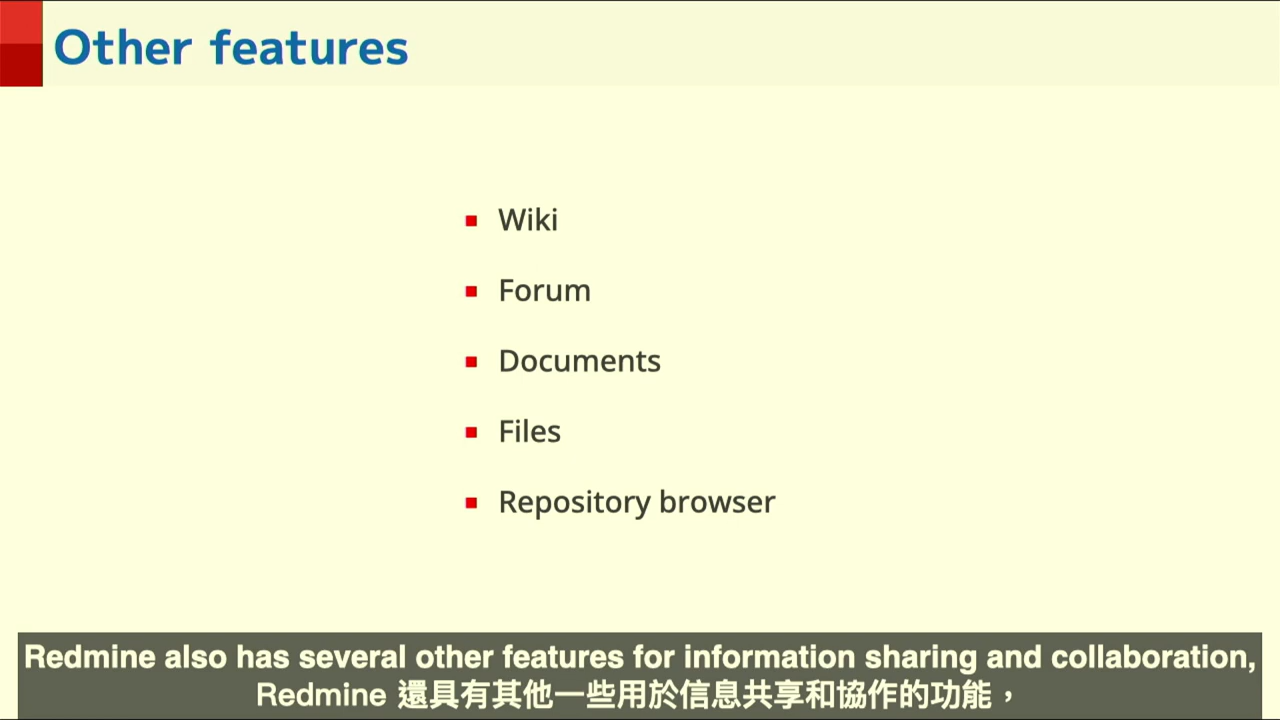 Other features
Wiki
Forum
Documents
Files
Repository browser
Redmine also has several other features for information sharing and collaboration,
Redmine 還具有其他一些用於信息共享和協作的功能，